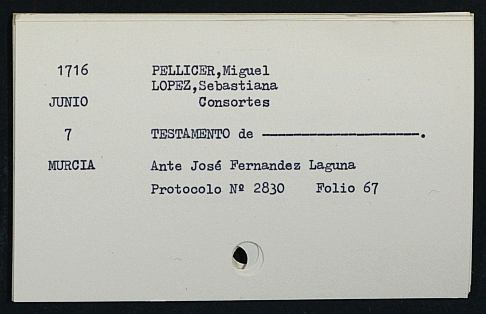 1716 PELLICER,Miguel
LOPEZ,Sebastiana
JUNIO Consortes
7 TESTAMENTO de ————————————.
MURCIA Ante José Fernandez Laguna
Protocolo Nº 2830 Folio 67